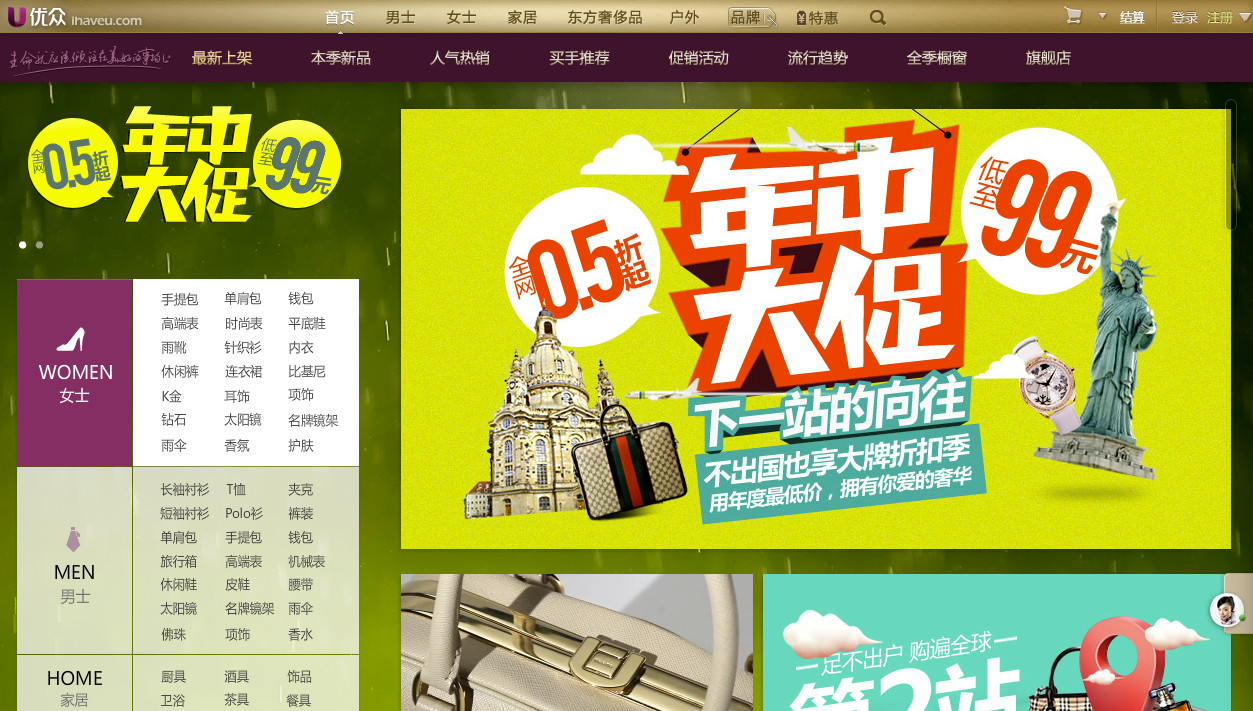 优众 ihaveu.com 首页 男士 女士 家居 东方奢侈品 户外 品牌 ¥特惠 结算 登录 注册
生命就应该倾注在美好的事物上 最新上架 本季新品 人气热销 买手推荐 促销活动 流行趋势 全季橱窗 旗舰店
全网 0.5折起
年中大促
低至 99元
WOMEN
女士
手提包 单肩包 钱包
高端表 时尚表 平底鞋
雨靴 针织衫 内衣
休闲裤 连衣裙 比基尼
K金 耳饰 项饰
钻石 太阳镜 名牌镜架
雨伞 香氛 护肤
MEN
男士
长袖衬衫 T恤 夹克
短袖衬衫 Polo衫 裤装
单肩包 手提包 钱包
旅行箱 高端表 机械表
休闲鞋 皮鞋 腰带
太阳镜 名牌镜架 雨伞
佛珠 项饰 香水
HOME
家居
厨具 酒具 饰品
卫浴 茶具 餐具
全网 0.5折起
年中
大促
低至 99元
下一站的向往
不出国也享大牌折扣季
用年度最低价，拥有你爱的奢华
足不出户 购遍全球
第2站